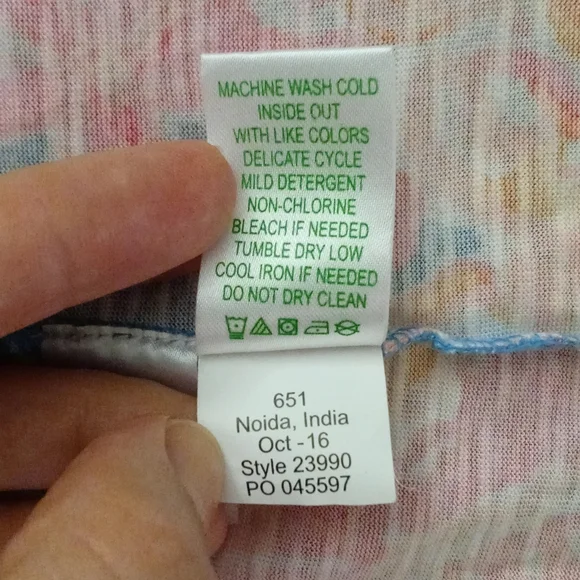 MACHINE WASH COLD
INSIDE OUT
WITH LIKE COLORS
DELICATE CYCLE
MILD DETERGENT
NON-CHLORINE
BLEACH IF NEEDED
TUMBLE DRY LOW
COOL IRON IF NEEDED
DO NOT DRY CLEAN
651
Noida, India
Oct -16
Style 23990
PO 045597